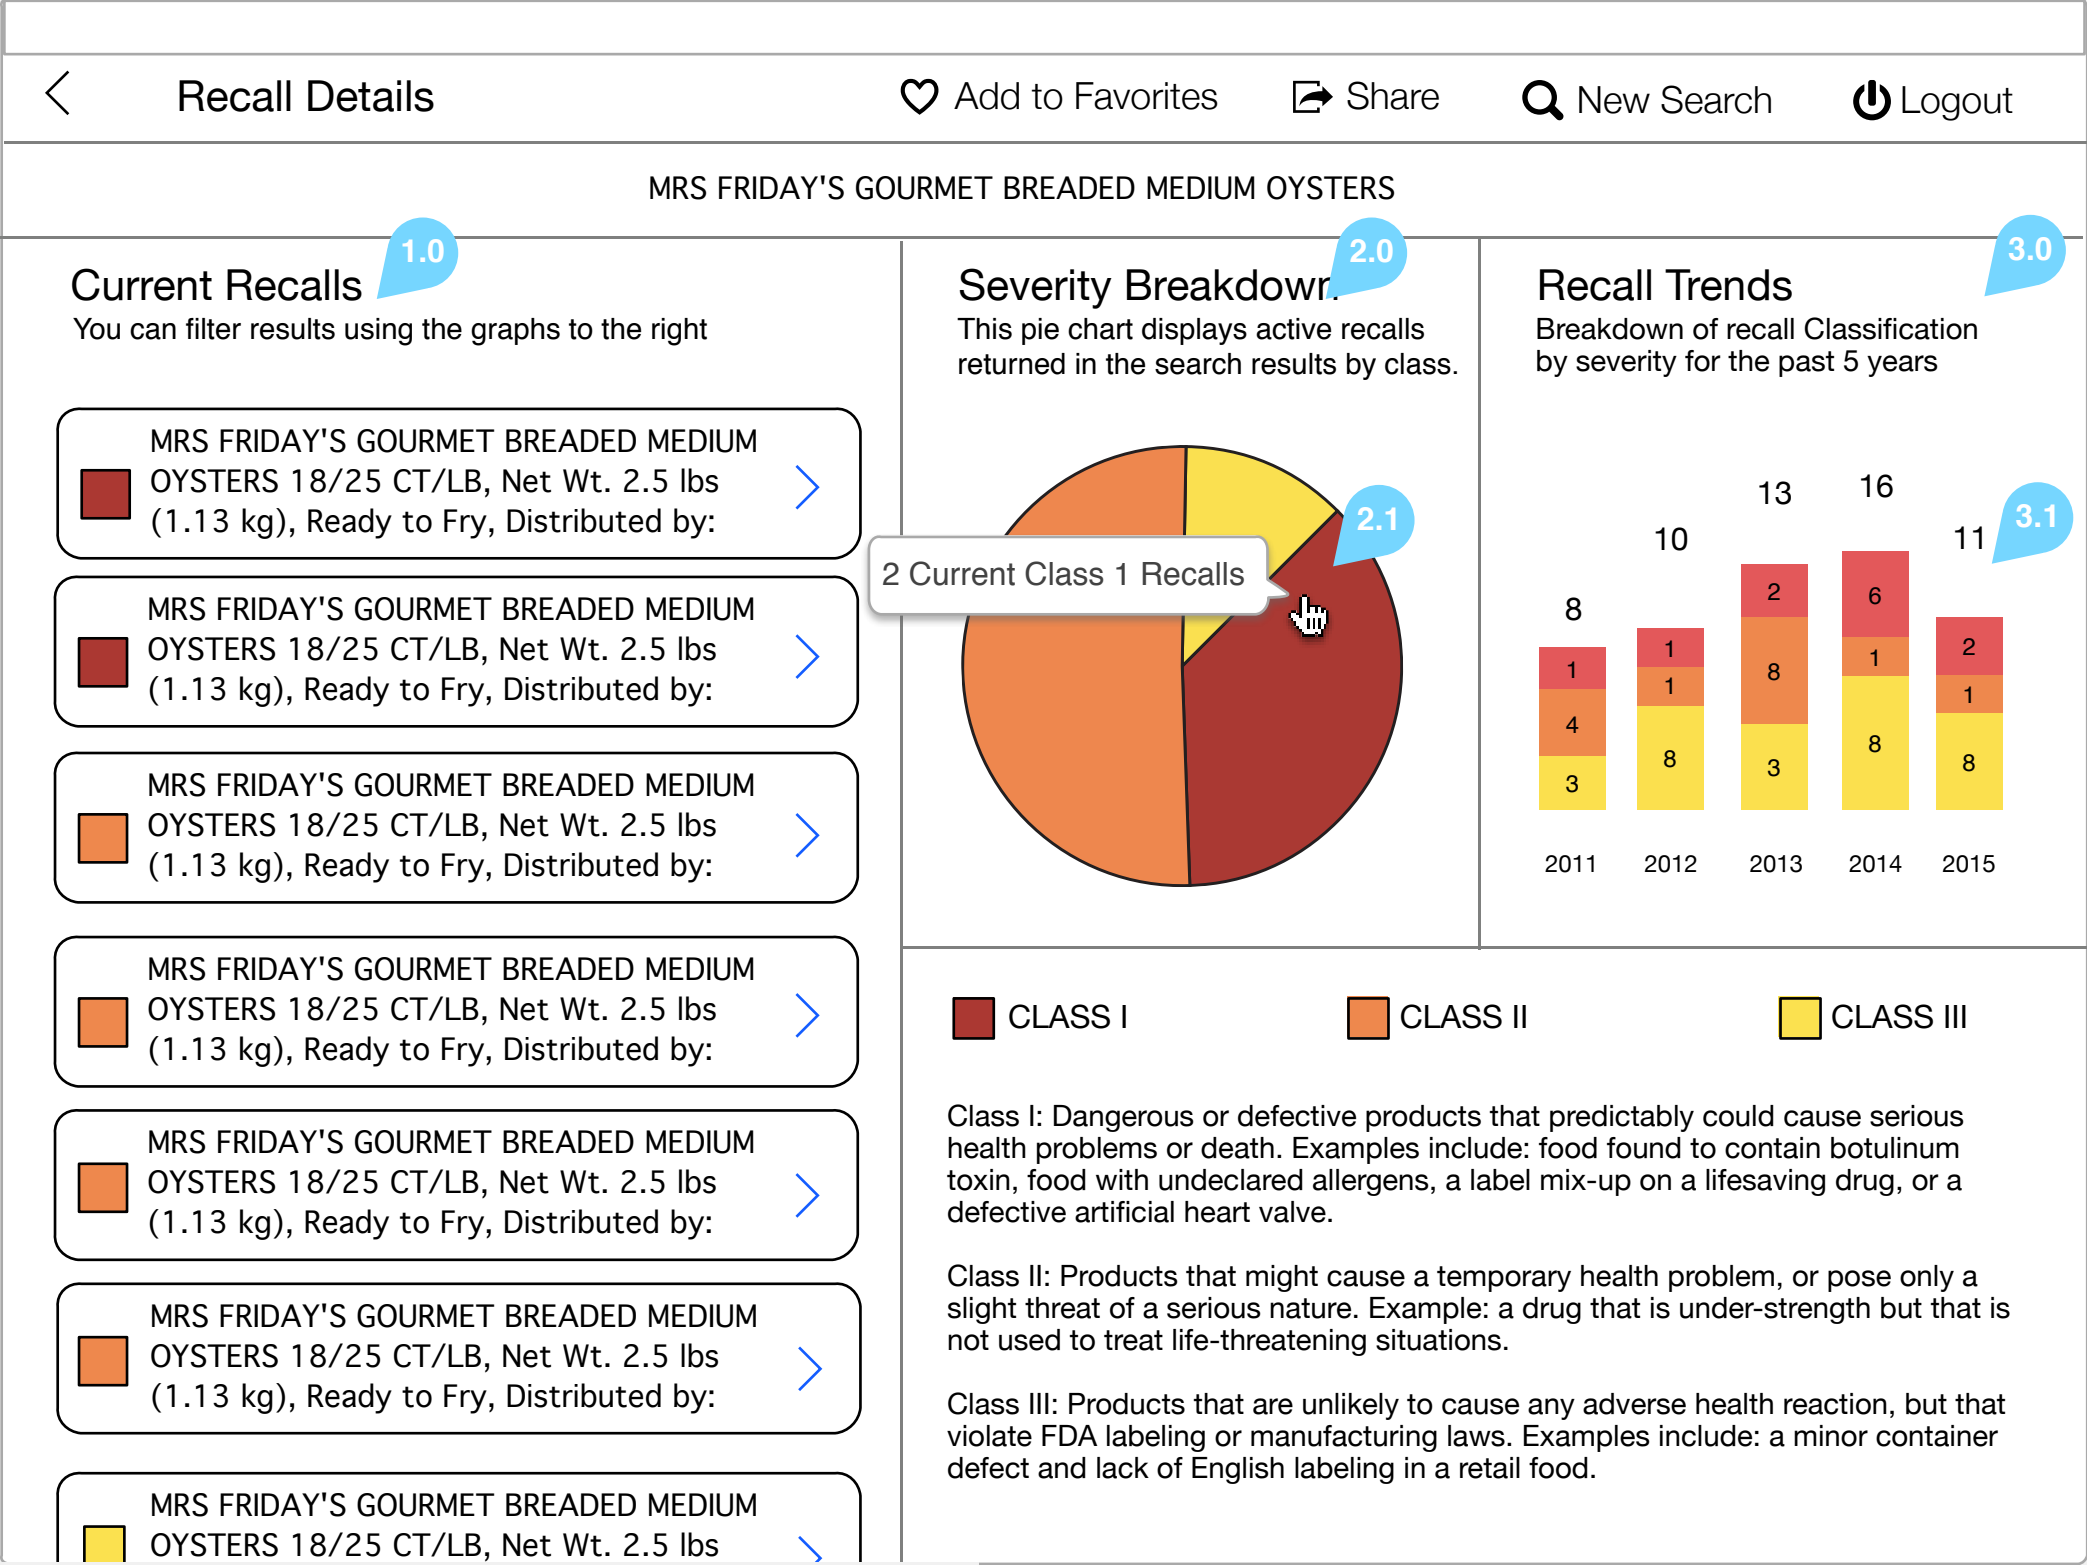 Recall Details
Add to Favorites
Share
New Search
Logout
MRS FRIDAY'S GOURMET BREADED MEDIUM OYSTERS
1.0
Current Recalls
You can filter results using the graphs to the right
MRS FRIDAY'S GOURMET BREADED MEDIUM
OYSTERS 18/25 CT/LB, Net Wt. 2.5 lbs
(1.13 kg), Ready to Fry, Distributed by:
MRS FRIDAY'S GOURMET BREADED MEDIUM
OYSTERS 18/25 CT/LB, Net Wt. 2.5 lbs
(1.13 kg), Ready to Fry, Distributed by:
MRS FRIDAY'S GOURMET BREADED MEDIUM
OYSTERS 18/25 CT/LB, Net Wt. 2.5 lbs
(1.13 kg), Ready to Fry, Distributed by:
MRS FRIDAY'S GOURMET BREADED MEDIUM
OYSTERS 18/25 CT/LB, Net Wt. 2.5 lbs
(1.13 kg), Ready to Fry, Distributed by:
MRS FRIDAY'S GOURMET BREADED MEDIUM
OYSTERS 18/25 CT/LB, Net Wt. 2.5 lbs
(1.13 kg), Ready to Fry, Distributed by:
MRS FRIDAY'S GOURMET BREADED MEDIUM
OYSTERS 18/25 CT/LB, Net Wt. 2.5 lbs
(1.13 kg), Ready to Fry, Distributed by:
MRS FRIDAY'S GOURMET BREADED MEDIUM
OYSTERS 18/25 CT/LB, Net Wt. 2.5 lbs
2.0
Severity Breakdown
This pie chart displays active recalls
returned in the search results by class.
2.1
2 Current Class 1 Recalls
3.0
Recall Trends
Breakdown of recall Classification
by severity for the past 5 years
3.1
8
10
13
16
11
1
4
3
1
1
8
2
8
3
6
1
8
2
1
8
2011
2012
2013
2014
2015
CLASS I
CLASS II
CLASS III
Class I: Dangerous or defective products that predictably could cause serious
health problems or death. Examples include: food found to contain botulinum
toxin, food with undeclared allergens, a label mix-up on a lifesaving drug, or a
defective artificial heart valve.
Class II: Products that might cause a temporary health problem, or pose only a
slight threat of a serious nature. Example: a drug that is under-strength but that is
not used to treat life-threatening situations.
Class III: Products that are unlikely to cause any adverse health reaction, but that
violate FDA labeling or manufacturing laws. Examples include: a minor container
defect and lack of English labeling in a retail food.